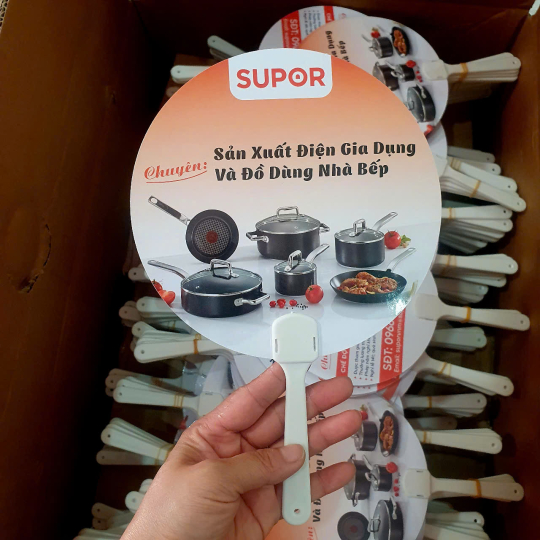 SUPOR
Chuyên:
Sản Xuất Điện Gia Dụng
Và Đồ Dùng Nhà Bếp